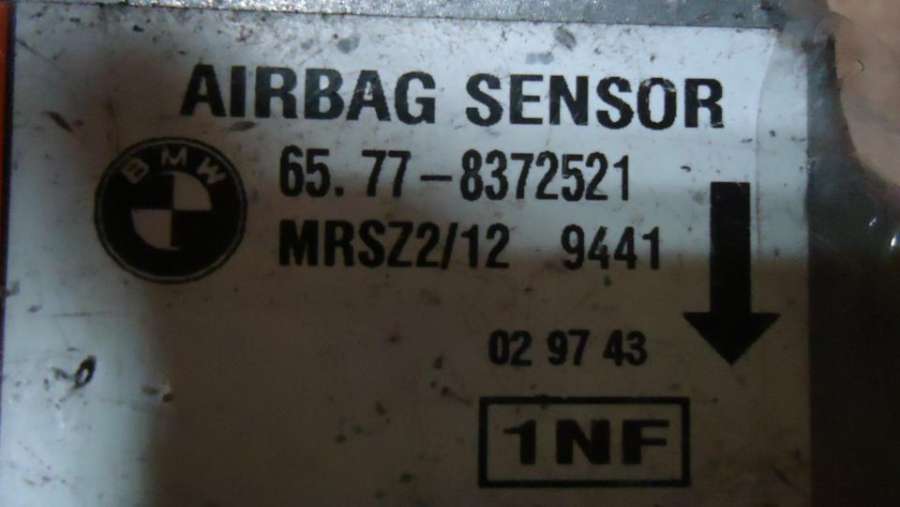 AIRBAG SENSOR
BMW
65. 77-8372521
MRSZ2/12 9441
02 97 43
1NF